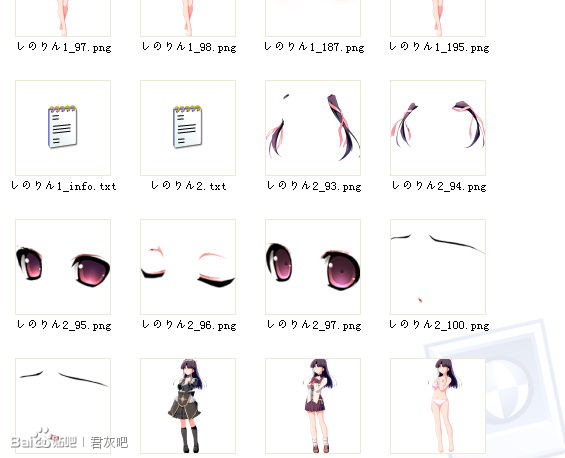 しのりん1_97.png
しのりん1_98.png
しのりん1_187.png
しのりん1_195.png
しのりん1_info.txt
しのりん2.txt
しのりん2_93.png
しのりん2_94.png
しのりん2_95.png
しのりん2_96.png
しのりん2_97.png
しのりん2_100.png
Bai贴吧 | 君灰吧